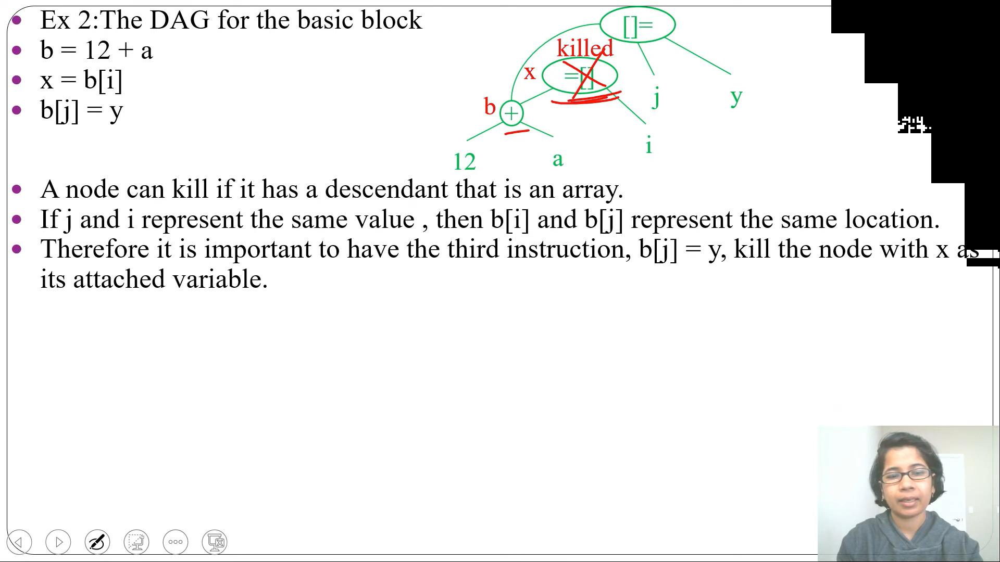 Ex 2:The DAG for the basic block
b = 12 + a
x = b[i]
b[j] = y
[]=
killed
x =[]
j
y
b +
i
12
a
A node can kill if it has a descendant that is an array.
If j and i represent the same value , then b[i] and b[j] represent the same location.
Therefore it is important to have the third instruction, b[j] = y, kill the node with x as
its attached variable.